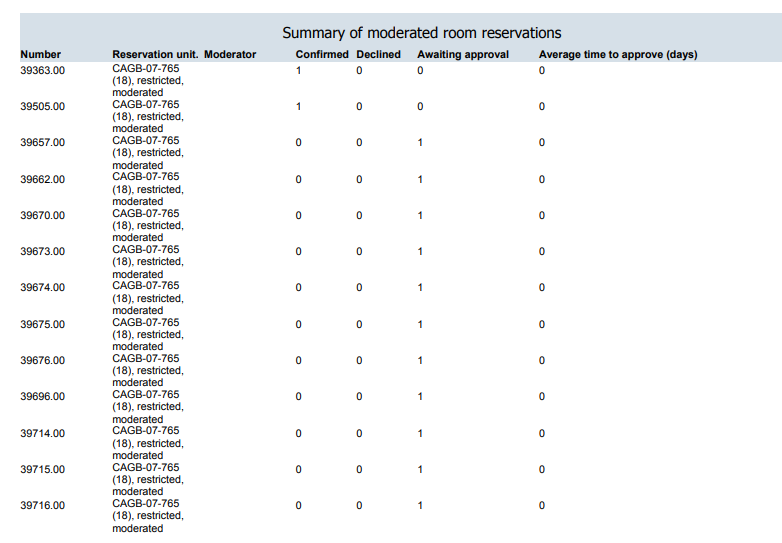 Summary of moderated room reservations
Number Reservation unit. Moderator Confirmed Declined Awaiting approval Average time to approve (days)
39363.00 CAGB-07-765 1 0 0 0
(18), restricted,
moderated
39505.00 CAGB-07-765 1 0 0 0
(18), restricted,
moderated
39657.00 CAGB-07-765 0 0 1 0
(18), restricted,
moderated
39662.00 CAGB-07-765 0 0 1 0
(18), restricted,
moderated
39670.00 CAGB-07-765 0 0 1 0
(18), restricted,
moderated
39673.00 CAGB-07-765 0 0 1 0
(18), restricted,
moderated
39674.00 CAGB-07-765 0 0 1 0
(18), restricted,
moderated
39675.00 CAGB-07-765 0 0 1 0
(18), restricted,
moderated
39676.00 CAGB-07-765 0 0 1 0
(18), restricted,
moderated
39696.00 CAGB-07-765 0 0 1 0
(18), restricted,
moderated
39714.00 CAGB-07-765 0 0 1 0
(18), restricted,
moderated
39715.00 CAGB-07-765 0 0 1 0
(18), restricted,
moderated
39716.00 CAGB-07-765 0 0 1 0
(18), restricted,
moderated